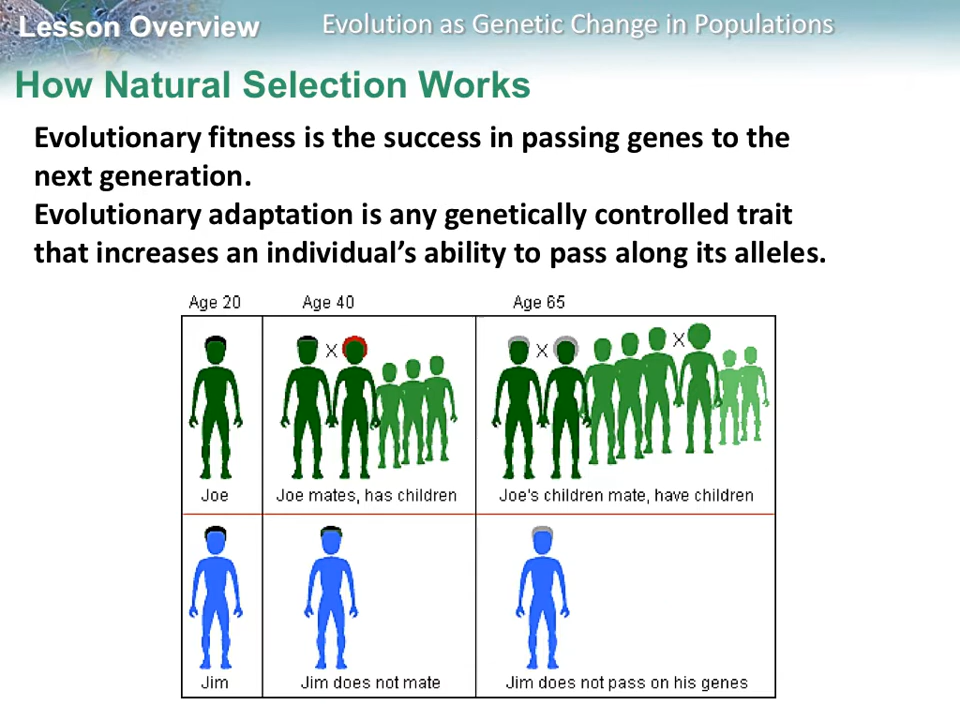 Lesson Overview Evolution as Genetic Change in Populations
How Natural Selection Works
Evolutionary fitness is the success in passing genes to the
next generation.
Evolutionary adaptation is any genetically controlled trait
that increases an individual’s ability to pass along its alleles.
Age 20 Age 40 Age 65
X X X
Joe Joe mates, has children Joe's children mate, have children
Jim Jim does not mate Jim does not pass on his genes